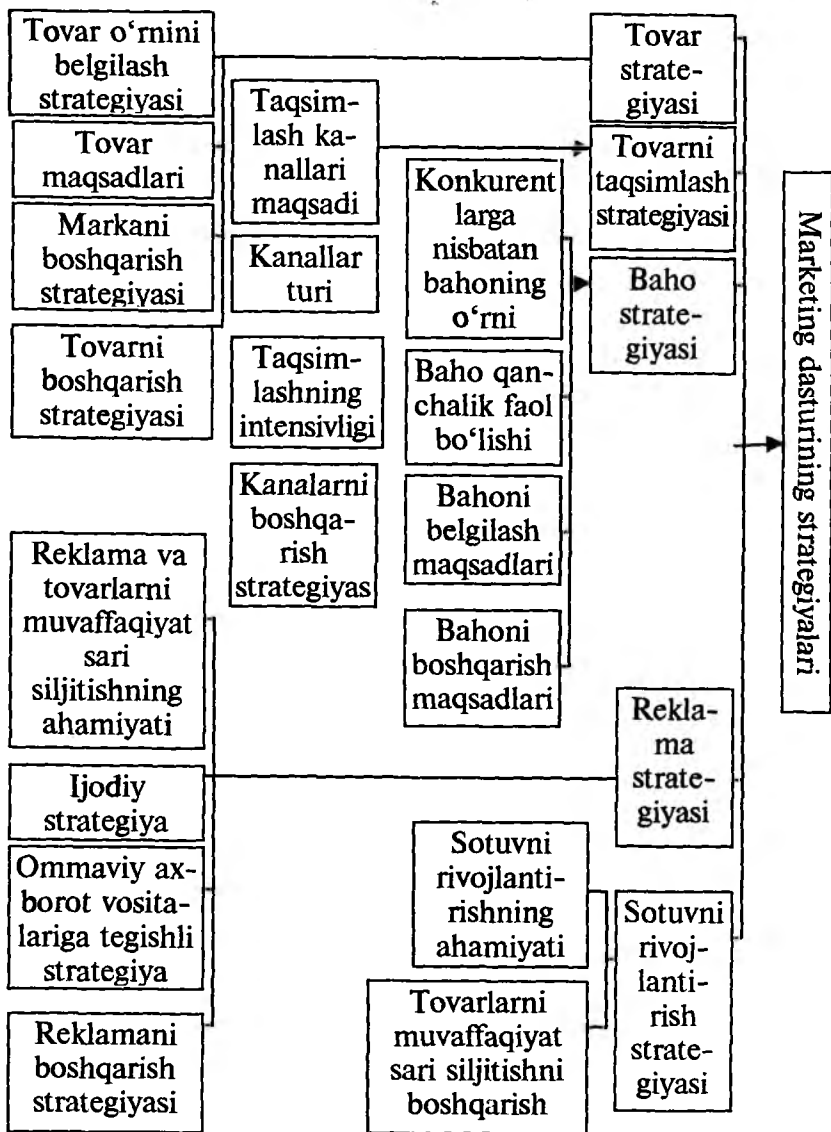 Tovar o‘rnini
belgilash
strategiyasi
Tovar
maqsadlari
Markani
boshqarish
strategiyasi
Tovarni
boshqarish
strategiyasi
Taqsim-
lash ka-
nallari
maqsadi
Kanallar
turi
Taqsim-
lashning
intensivligi
Kanalarni
boshqa-
rish
strategiyas
Konkurent
larga
nisbatan
bahoning
o‘rni
Baho qan-
chalik faol
bo‘lishi
Bahoni
belgilash
maqsadlari
Bahoni
boshqarish
maqsadlari
Tovar
strate-
giyasi
Tovarni
taqsimlash
strategiyasi
Baho
strate-
giyasi
Reklama va
tovarlarni
muvaffaqiyat
sari
siljitishning
ahamiyati
Ijodiy
strategiya
Ommaviy ax-
borot vosita-
lariga tegishli
strategiya
Reklamani
boshqarish
strategiyasi
Rekla-
ma
strate-
giyasi
Sotuvni
rivojlanti-
rishning
ahamiyati
Tovarlarni
muvaffaqiyat
sari siljitishni
boshqarish
Sotuvni
rivoj-
lanti-
rish
strate-
giyasi
Marketing dasturining strategiyalari